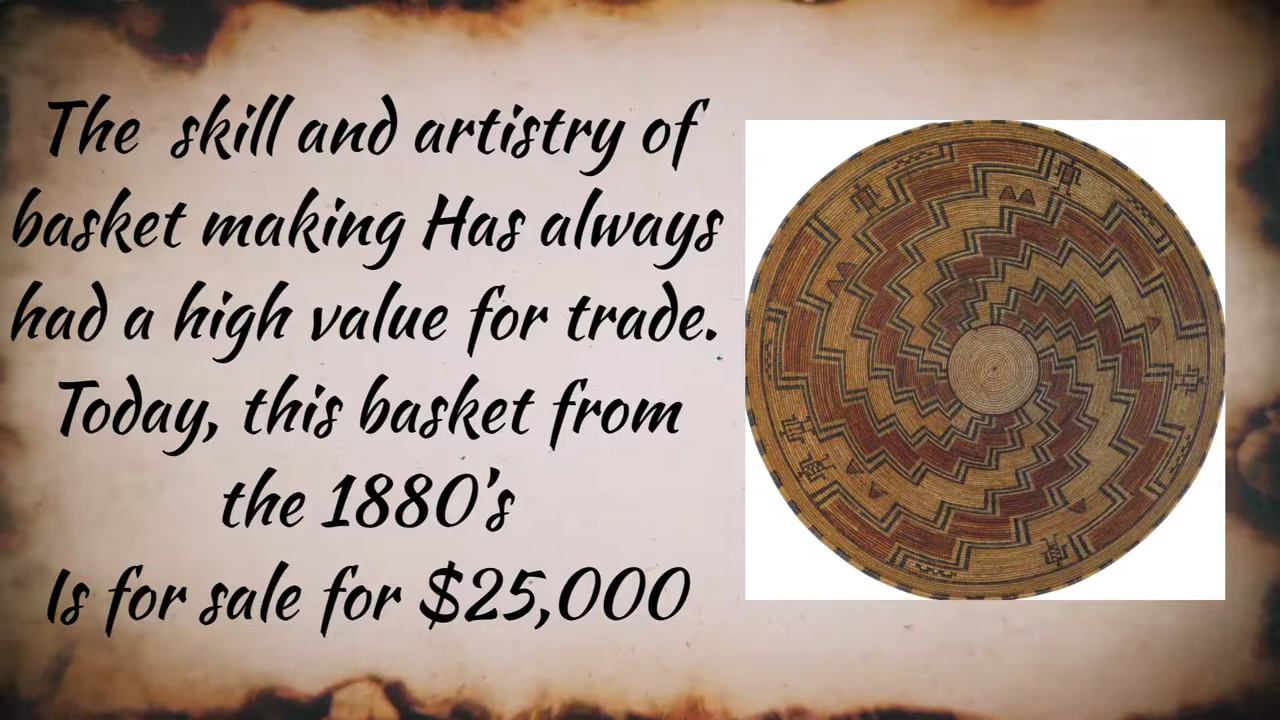 The skill and artistry of
basket making Has always
had a high value for trade.
Today, this basket from
the 1880's
Is for sale for $25,000